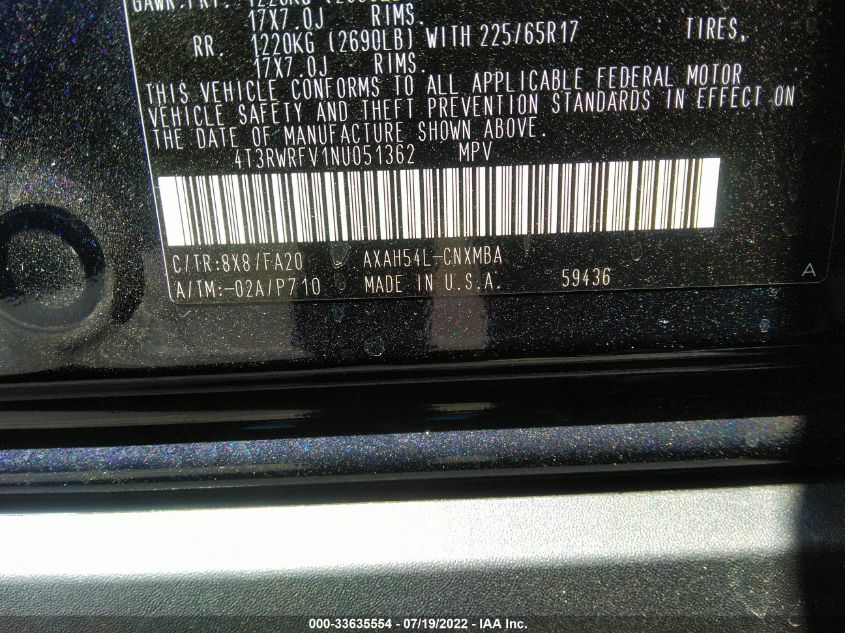 17X7.0J RIMS.
RR. 1220KG (2690LB) WITH 225/65R17 TIRES,
17X7.0J RIMS.
THIS VEHICLE CONFORMS TO ALL APPLICABLE FEDERAL MOTOR
VEHICLE SAFETY AND THEFT PREVENTION STANDARDS IN EFFECT ON
THE DATE OF MANUFACTURE SHOWN ABOVE.
4T3RWRFV1NU051362 MPV
C/TR:8X8/FA20 AXAH54L-CNXMBA
A/TM:-02A/P710 MADE IN U.S.A. 59436
A
000-33635554 - 07/19/2022 - IAA Inc.